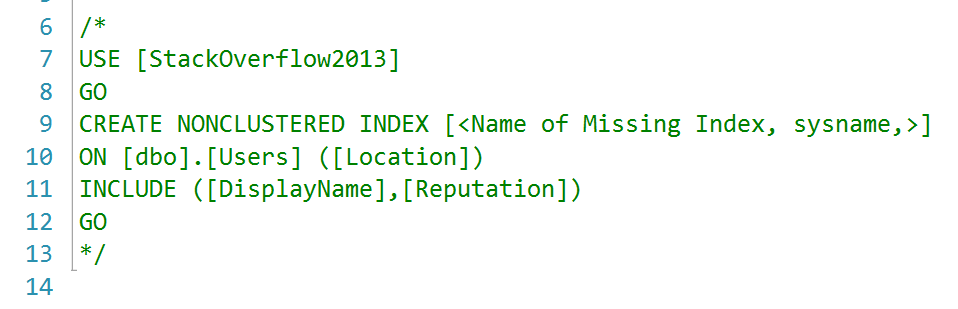 6 /*
7 USE [StackOverflow2013]
8 GO
9 CREATE NONCLUSTERED INDEX [<Name of Missing Index, sysname,>]
10 ON [dbo].[Users] ([Location])
11 INCLUDE ([DisplayName],[Reputation])
12 GO
13 */
14